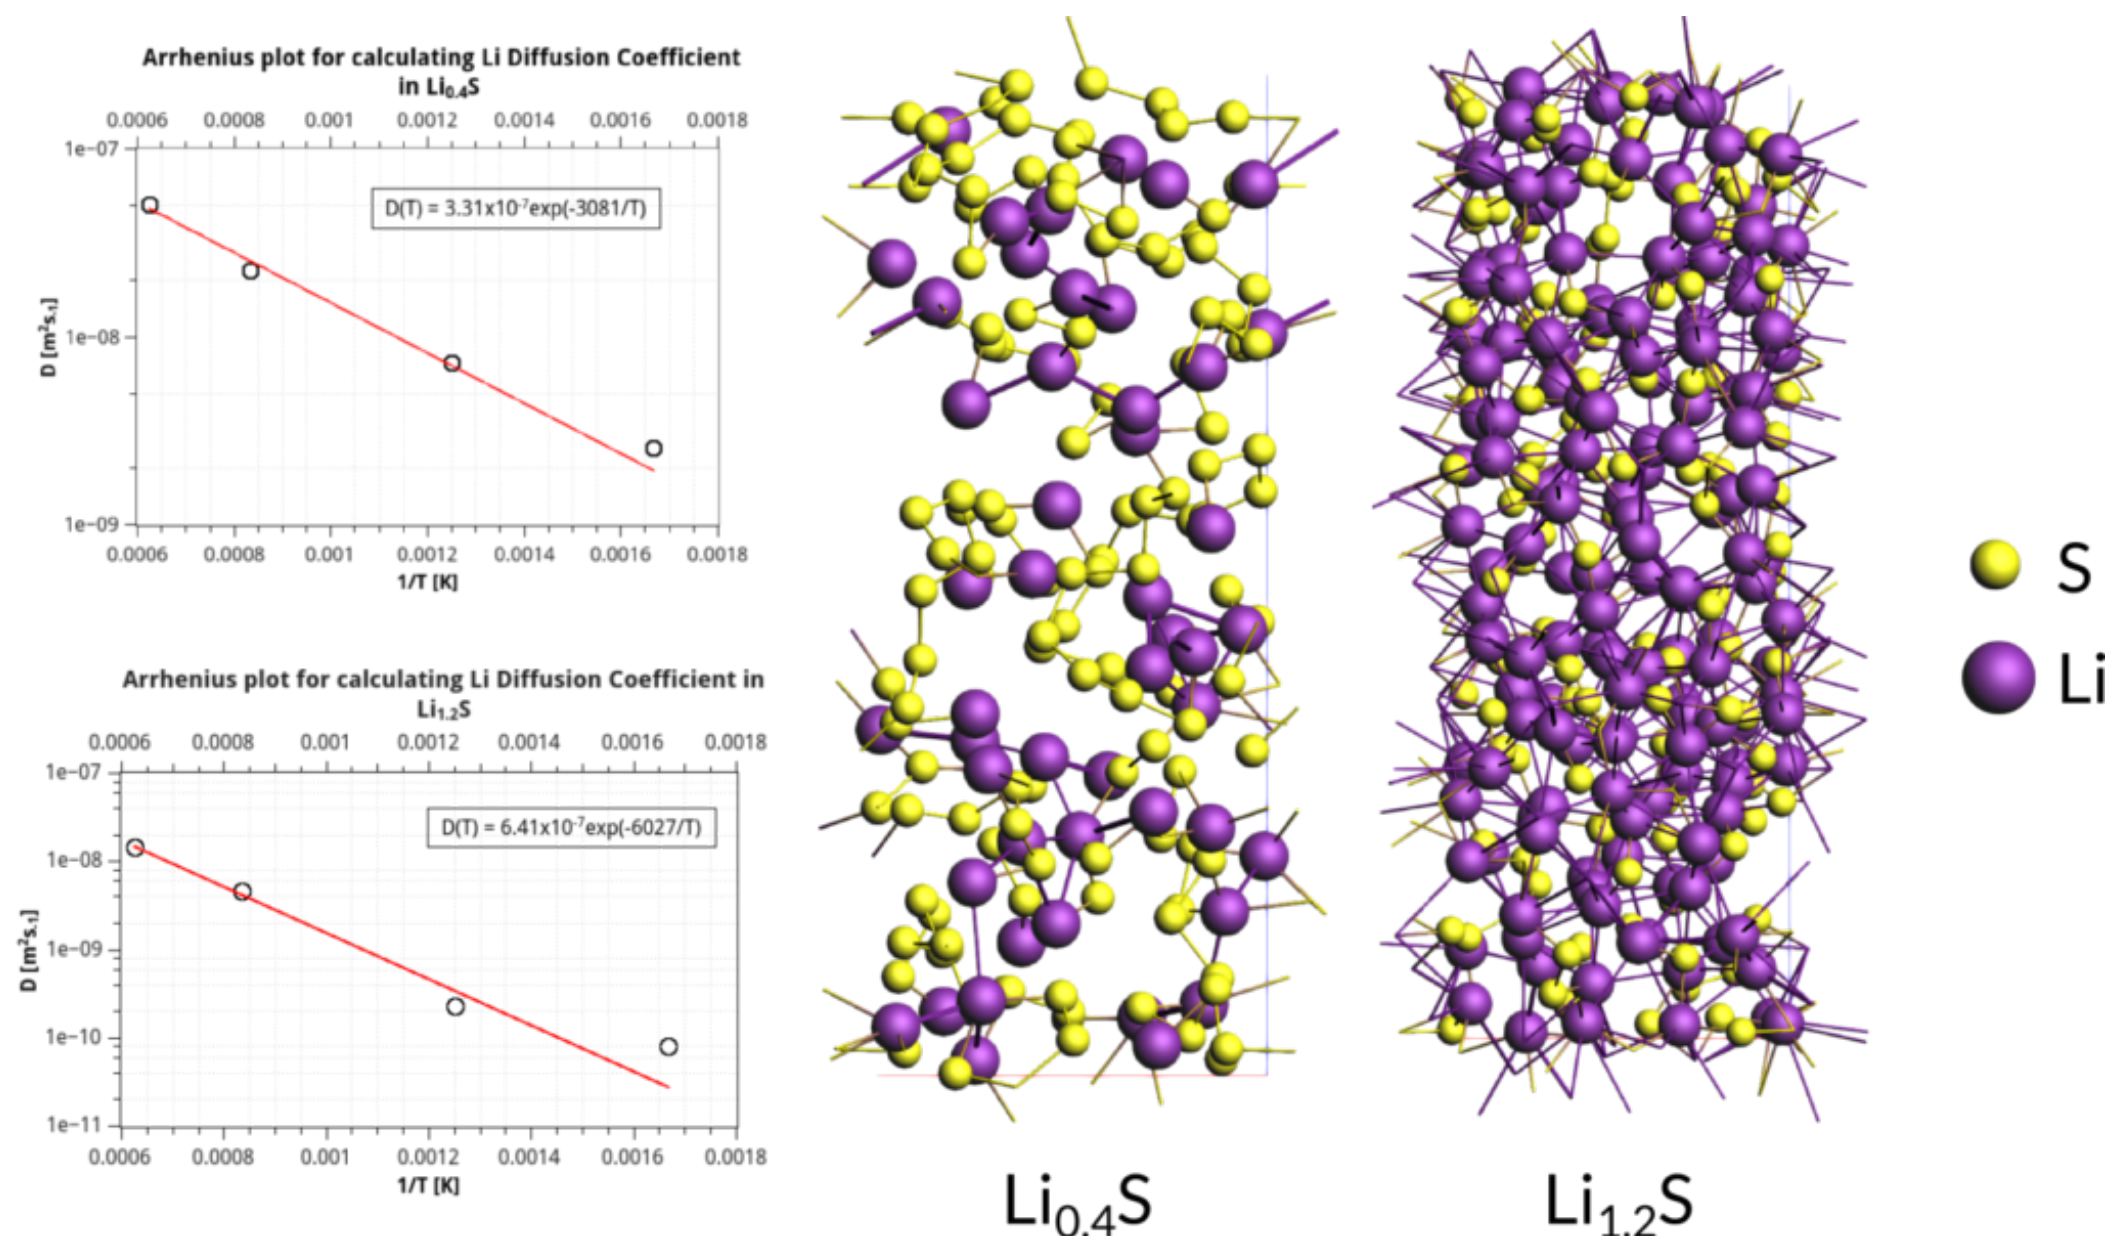 Arrhenius plot for calculating Li Diffusion Coefficient
in Li₀.₄S
0.0006 0.0008 0.001 0.0012 0.0014 0.0016 0.0018
1e−07
D(T) = 3.31x10⁻⁷exp(-3081/T)
D [m²s₋₁]
1e−08
1e−09
0.0006 0.0008 0.001 0.0012 0.0014 0.0016 0.0018
1/T [K]
Arrhenius plot for calculating Li Diffusion Coefficient in
Li₁.₂S
0.0006 0.0008 0.001 0.0012 0.0014 0.0016 0.0018
1e−07
D(T) = 6.41x10⁻⁷exp(-6027/T)
1e−08
D [m²s₋₁]
1e−09
1e−10
1e−11
0.0006 0.0008 0.001 0.0012 0.0014 0.0016 0.0018
1/T [K]
Li₀.₄S
Li₁.₂S
S
Li